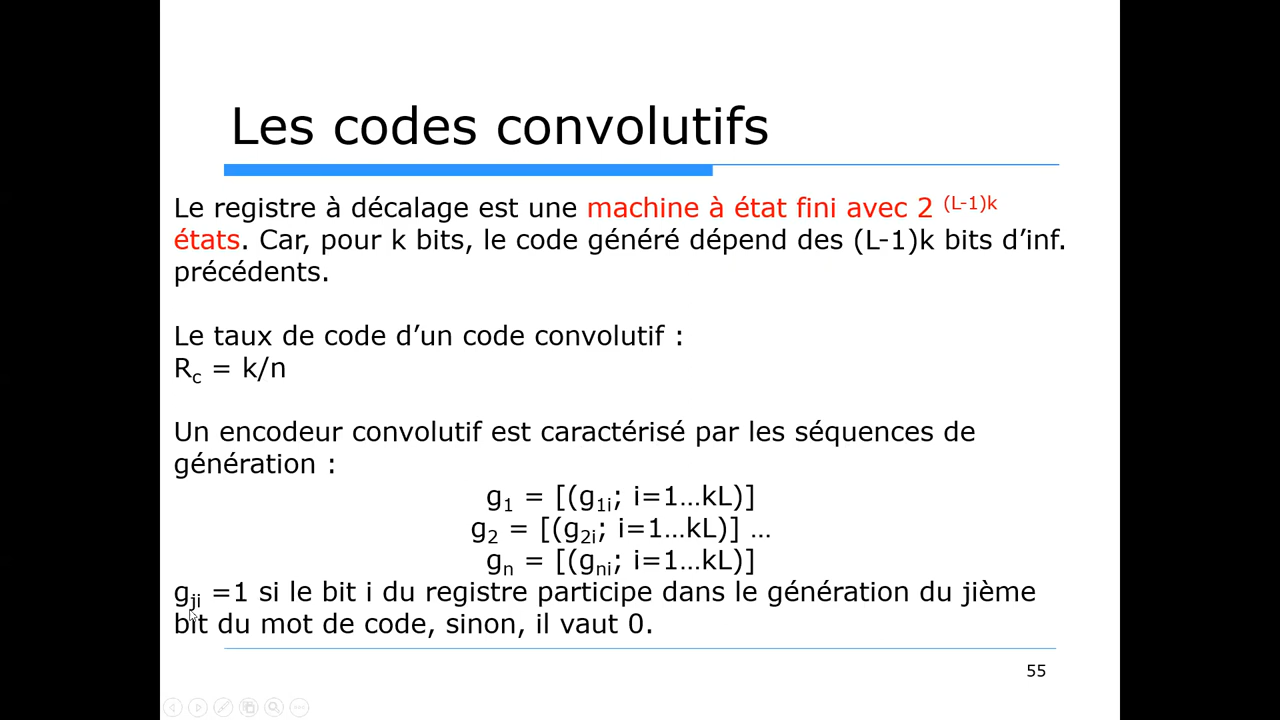 Les codes convolutifs
Le registre à décalage est une machine à état fini avec 2 (L-1)k
états. Car, pour k bits, le code généré dépend des (L-1)k bits d’inf.
précédents.
Le taux de code d’un code convolutif :
Rc = k/n
Un encodeur convolutif est caractérisé par les séquences de
génération :
g1 = [(g1i; i=1…kL)]
g2 = [(g2i; i=1…kL)] …
gn = [(gni; i=1…kL)]
gji =1 si le bit i du registre participe dans le génération du jième
bit du mot de code, sinon, il vaut 0.
55